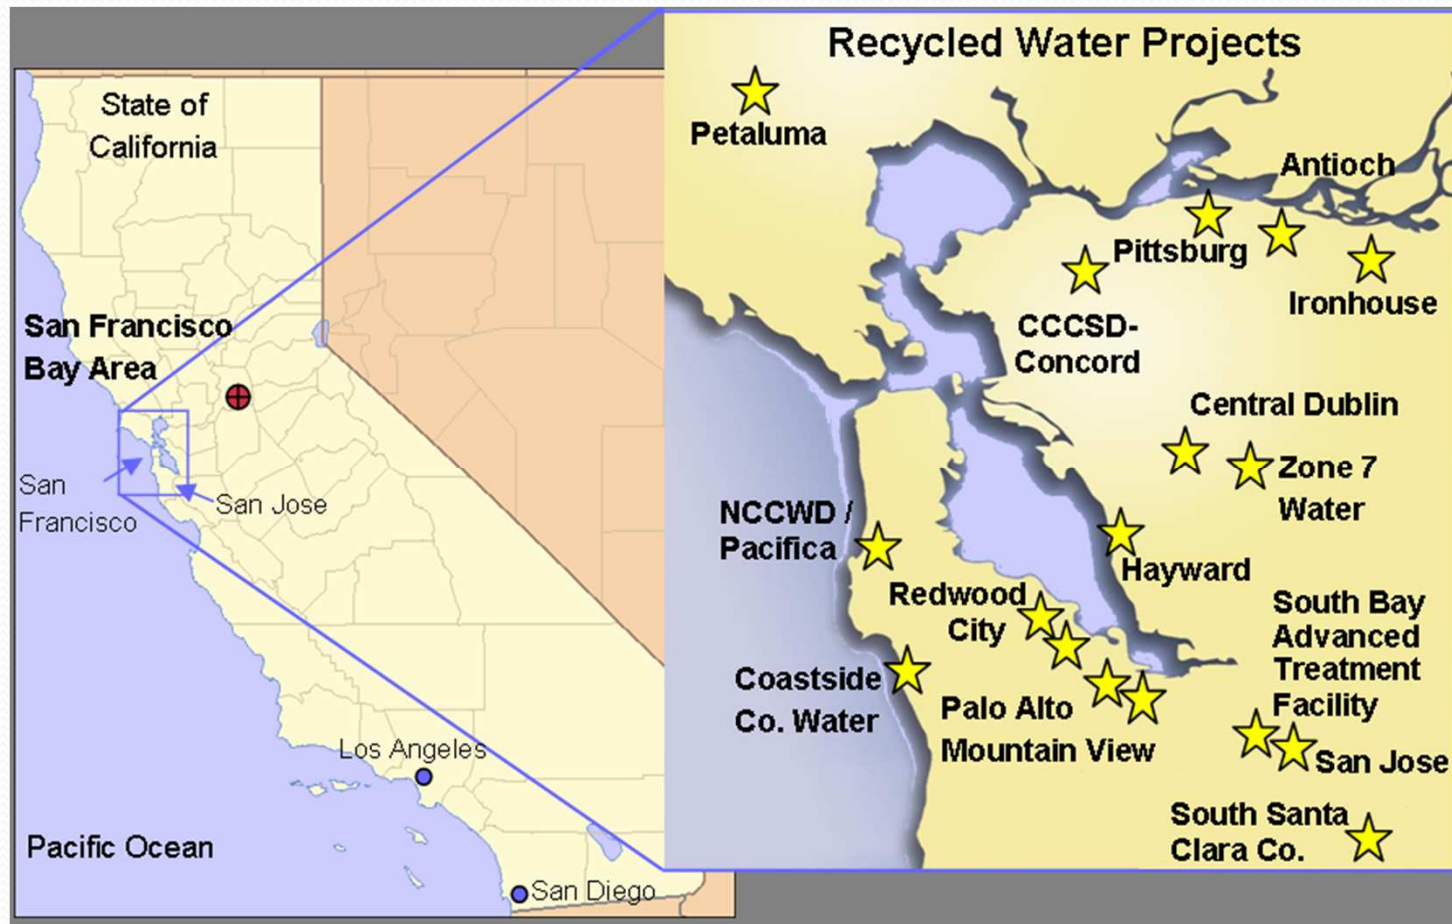 State of
California
San Francisco
Bay Area
San
Francisco
San Jose
Los Angeles
Pacific Ocean
San Diego
Recycled Water Projects
Petaluma
Antioch
Pittsburg
Ironhouse
CCCSD-
Concord
Central Dublin
Zone 7
Water
NCCWD /
Pacifica
Hayward
Redwood
City
South Bay
Advanced
Treatment
Facility
Coastside
Co. Water
Palo Alto
Mountain View
San Jose
South Santa
Clara Co.